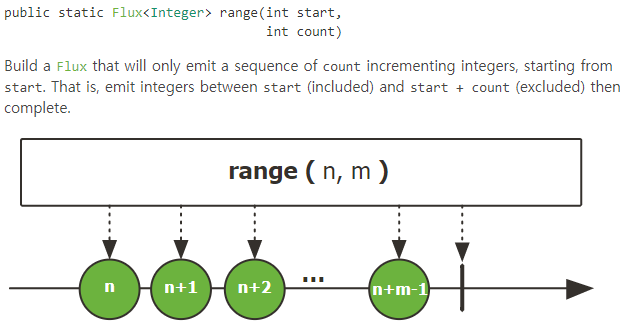 public static Flux<Integer> range(int start,
int count)
Build a Flux that will only emit a sequence of count incrementing integers, starting from
start. That is, emit integers between start (included) and start + count (excluded) then
complete.
range ( n, m )
n n+1 n+2 ... n+m-1